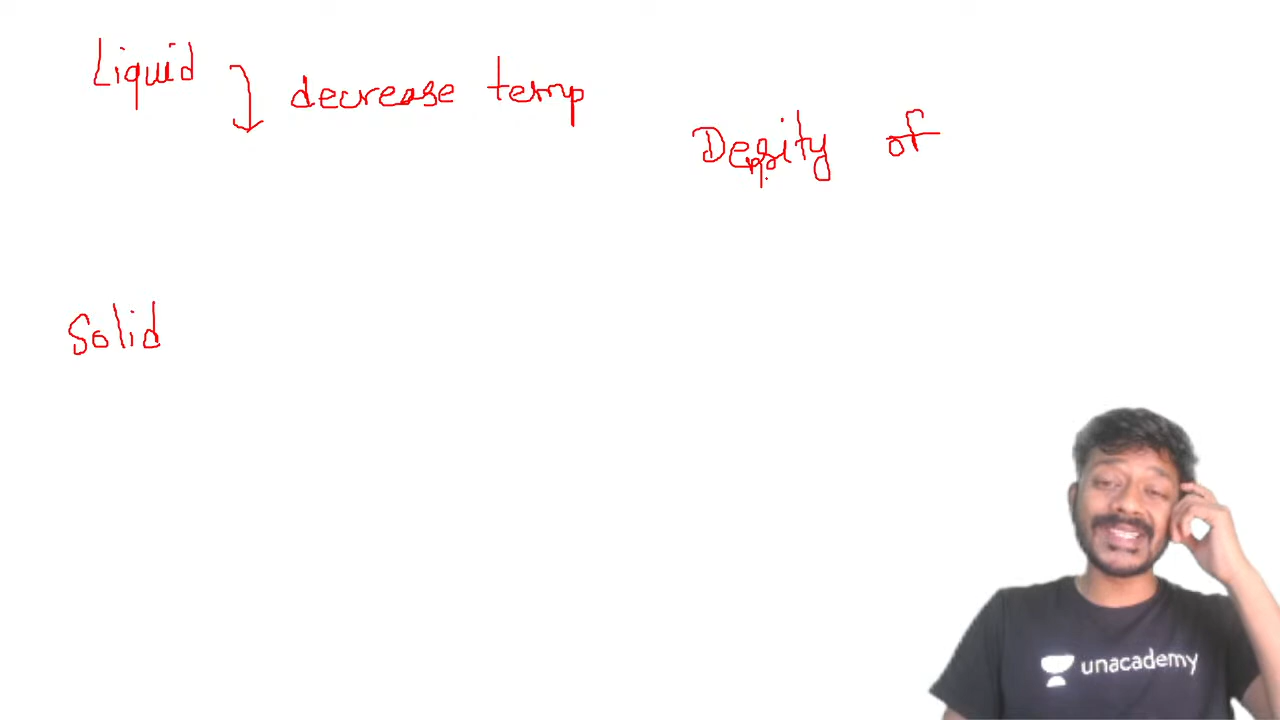 Liquid
decrease temp
Density of
Solid
unacademy